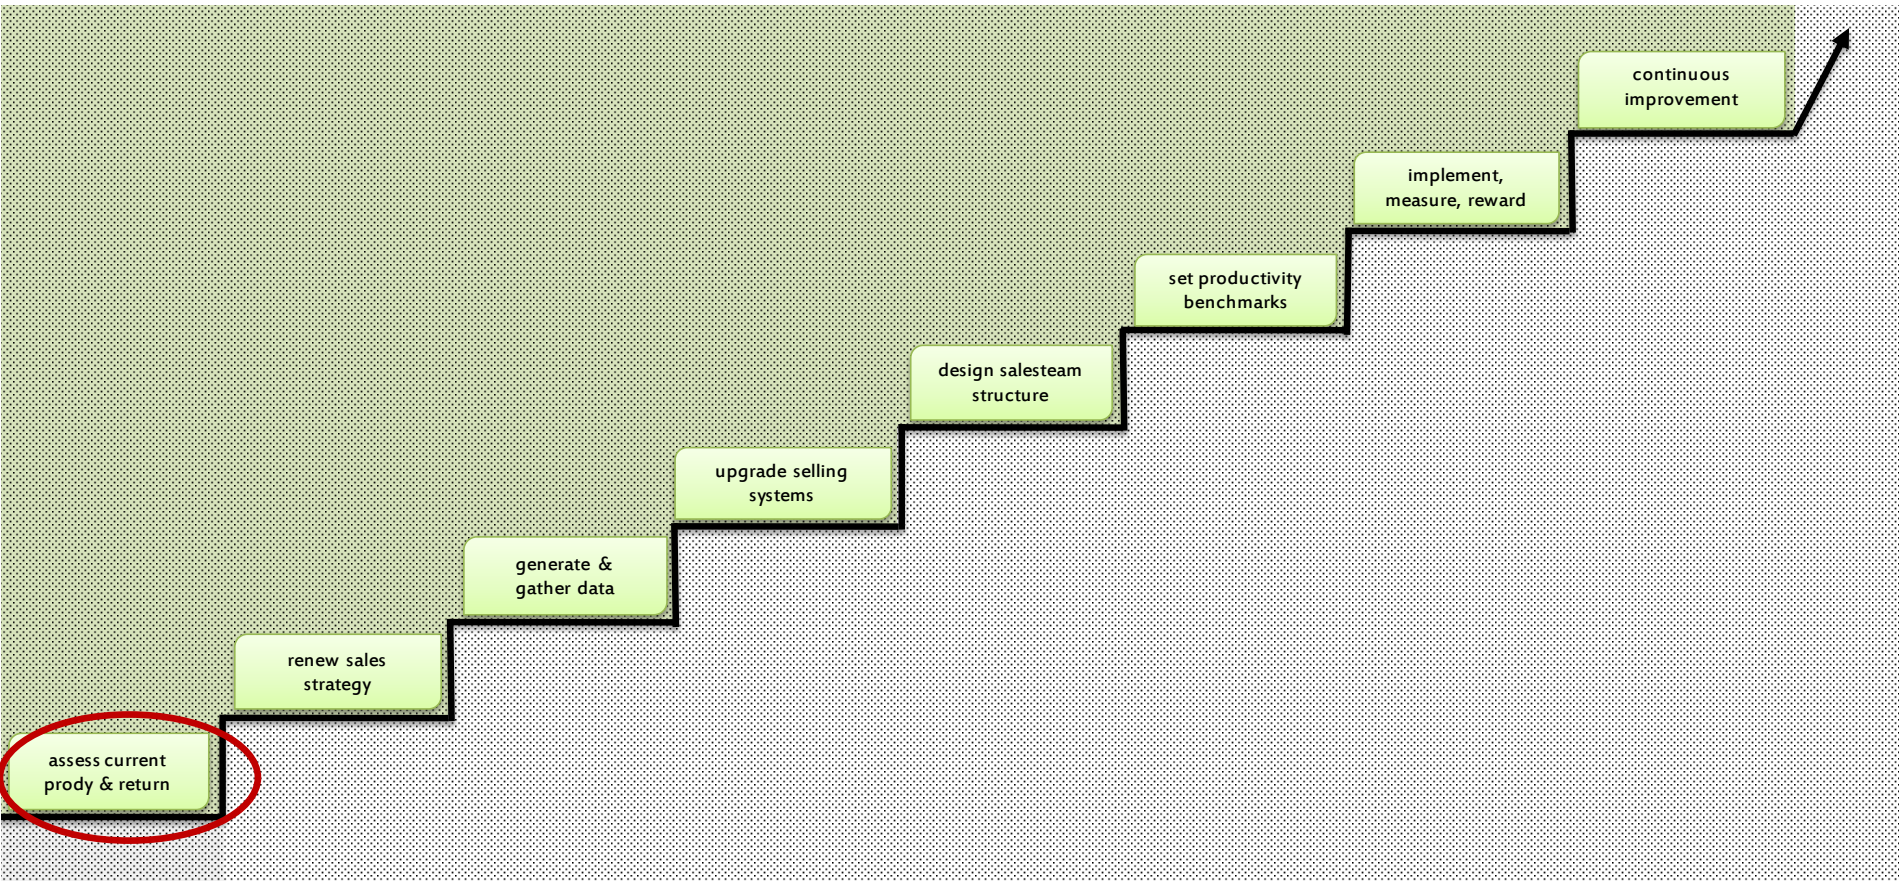 continuous
improvement
implement,
measure, reward
set productivity
benchmarks
design salesteam
structure
upgrade selling
systems
generate &
gather data
renew sales
strategy
assess current
prody & return